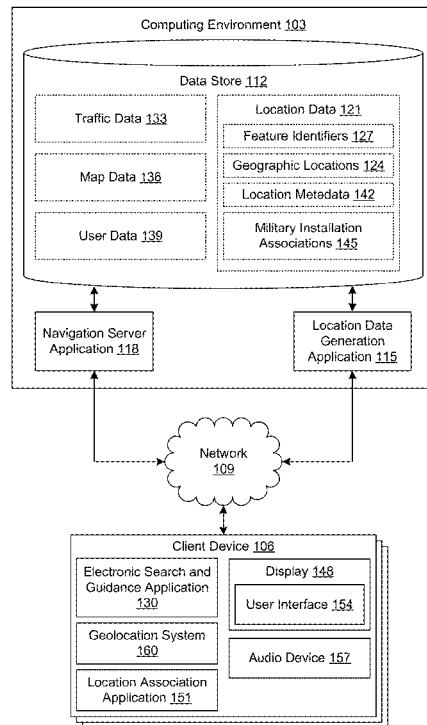 Computing Environment 103
Data Store 112
Traffic Data 133
Map Data 136
User Data 139
Location Data 121
Feature Identifiers 127
Geographic Locations 124
Location Metadata 142
Military Installation
Associations 145
Navigation Server
Application 118
Location Data
Generation
Application 115
Network
109
Client Device 106
Electronic Search and
Guidance Application
130
Geolocation System
160
Location Association
Application 151
Display 148
User Interface 154
Audio Device 157